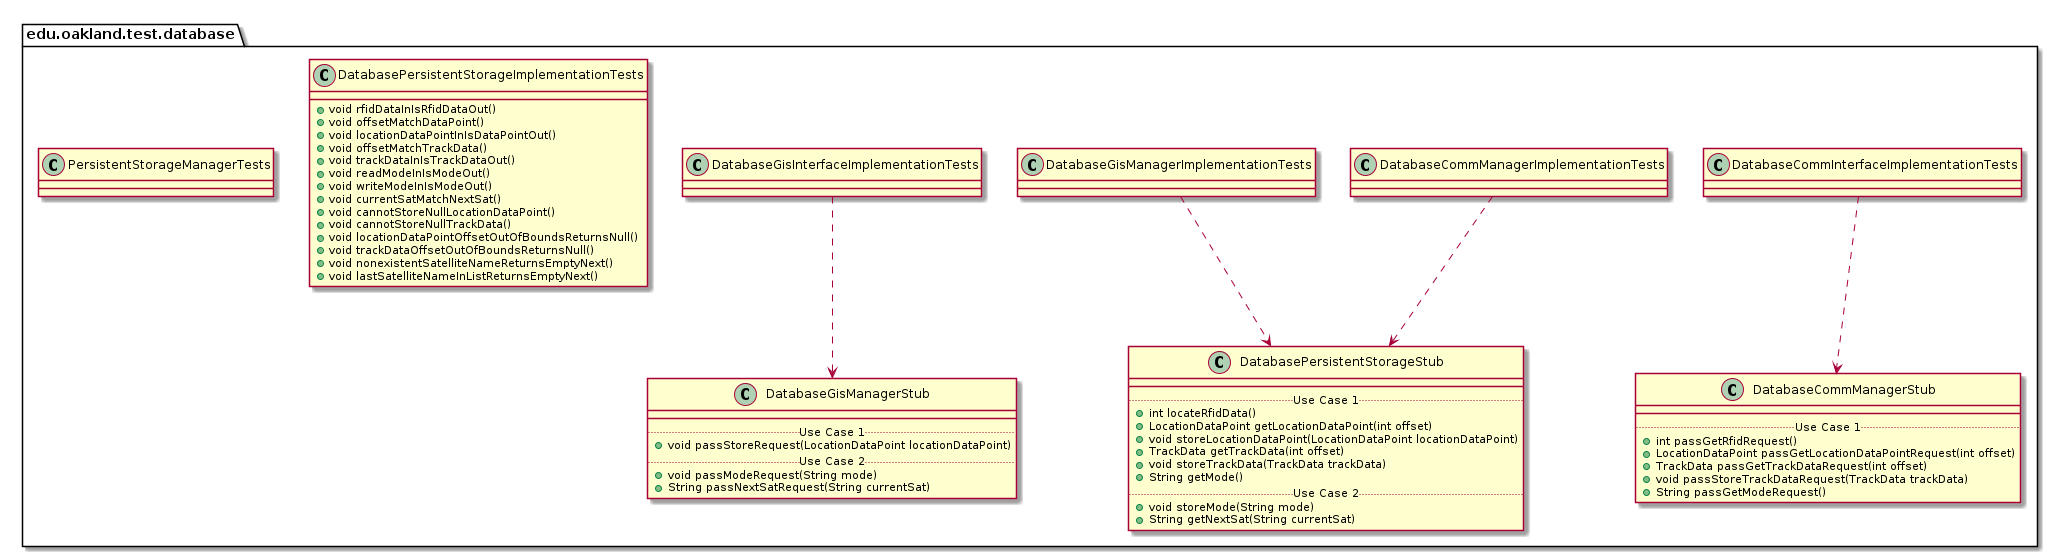 edu.oakland.test.database
C PersistentStorageManagerTests
C DatabasePersistentStorageImplementationTests
void rfidDataInIsRfidDataOut()
void offsetMatchDataPoint()
void locationDataPointInIsDataPointOut()
void offsetMatchTrackData()
void trackDataInIsTrackDataOut()
void readModeInIsModeOut()
void writeModeInIsModeOut()
void currentSatMatchNextSat()
void cannotStoreNullLocationDataPoint()
void cannotStoreNullTrackData()
void locationDataPointOffsetOutOfBoundsReturnsNull()
void trackDataOffsetOutOfBoundsReturnsNull()
void nonexistentSatelliteNameReturnsEmptyNext()
void lastSatelliteNameInListReturnsEmptyNext()
C DatabaseGisInterfaceImplementationTests
C DatabaseGisManagerImplementationTests
C DatabaseCommManagerImplementationTests
C DatabaseCommInterfaceImplementationTests
C DatabaseGisManagerStub
Use Case 1
void passStoreRequest(LocationDataPoint locationDataPoint)
Use Case 2
void passModeRequest(String mode)
String passNextSatRequest(String currentSat)
C DatabasePersistentStorageStub
Use Case 1
int locateRfidData()
LocationDataPoint getLocationDataPoint(int offset)
void storeLocationDataPoint(LocationDataPoint locationDataPoint)
TrackData getTrackData(int offset)
void storeTrackData(TrackData trackData)
String getMode()
Use Case 2
void storeMode(String mode)
String getNextSat(String currentSat)
C DatabaseCommManagerStub
Use Case 1
int passGetRfidRequest()
LocationDataPoint passGetLocationDataPointRequest(int offset)
TrackData passGetTrackDataRequest(int offset)
void passStoreTrackDataRequest(TrackData trackData)
String passGetModeRequest()